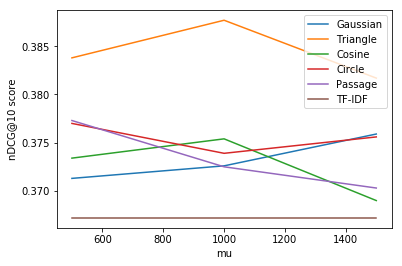 Gaussian
Triangle
Cosine
Circle
Passage
TF-IDF
nDCG@10 score
0.385
0.380
0.375
0.370
600
800
1000
1200
1400
mu